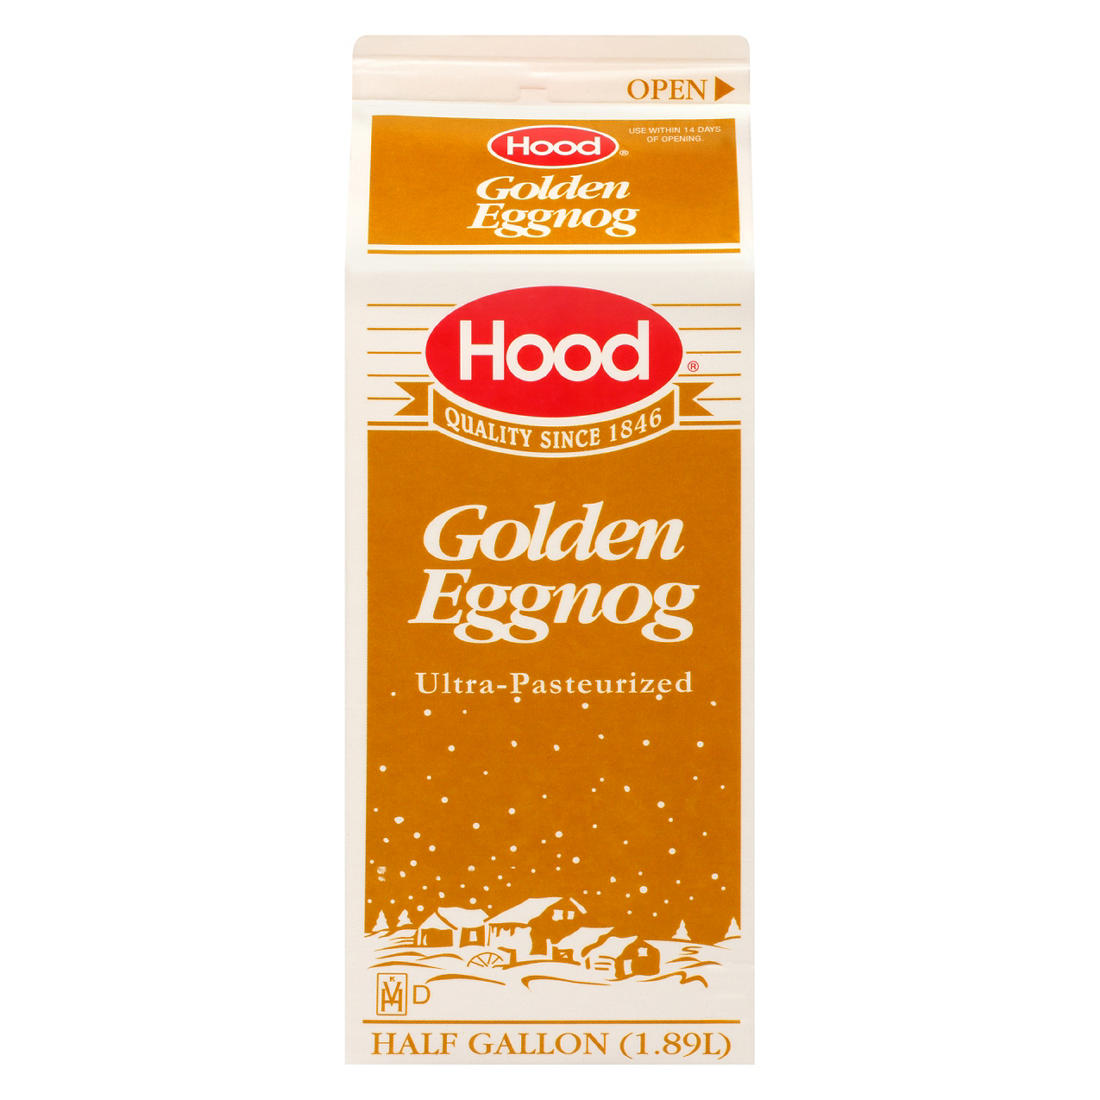 OPEN
USE WITHIN 14 DAYS
OF OPENING.
Hood®
Golden
Eggnog
Hood®
QUALITY SINCE 1846
Golden
Eggnog
Ultra-Pasteurized
K
VH
M
D
HALF GALLON (1.89L)